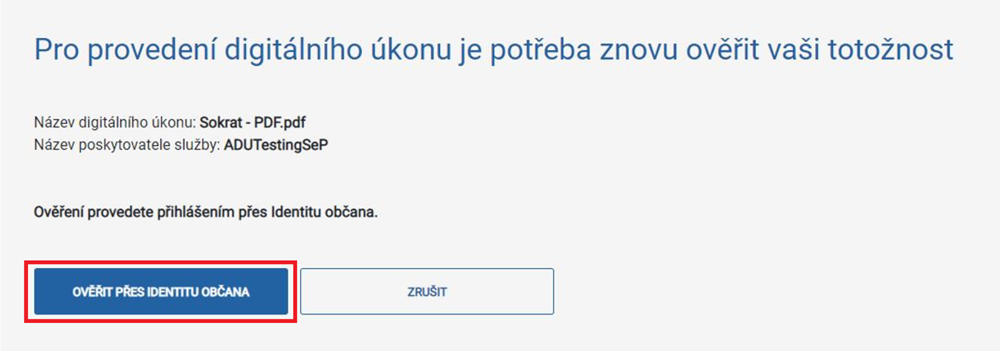 Pro provedení digitálního úkonu je potřeba znovu ověřit vaši totožnost
Název digitálního úkonu: Sokrat - PDF.pdf
Název poskytovatele služby: ADUTestingSeP
Ověření provedete přihlášením přes Identitu občana.
OVĚŘIT PŘES IDENTITU OBČANA
ZRUŠIT